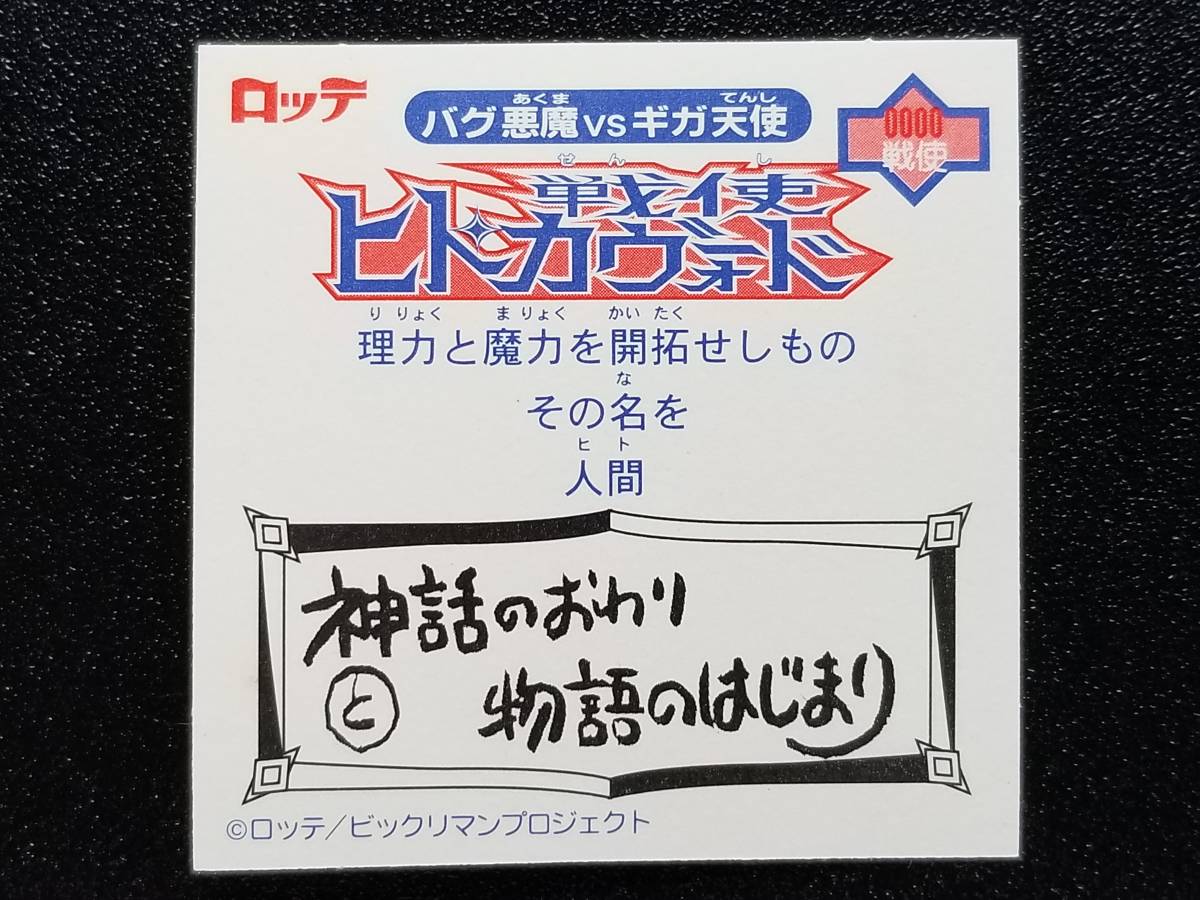 ロッテ
バグ悪魔vsギガ天使
あくま てんし
0000
戦使
せんし
戦使
ヒトカヴォード
りりょく まりょく かいたく
理力と魔力を開拓せしもの
な
その名を
ヒト
人間
神話のおわり
と 物語のはじまり
©ロッテ/ビックリマンプロジェクト